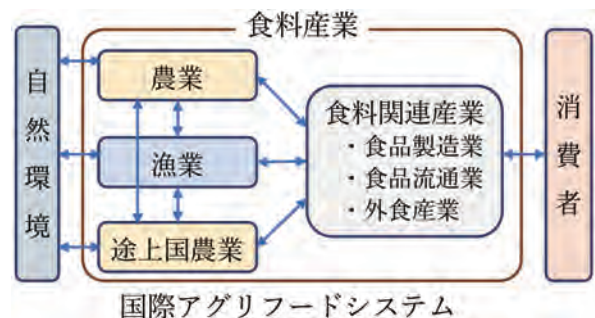 食料産業
自然環境
農業
漁業
途上国農業
食料関連産業
・食品製造業
・食品流通業
・外食産業
消費者
国際アグリフードシステム